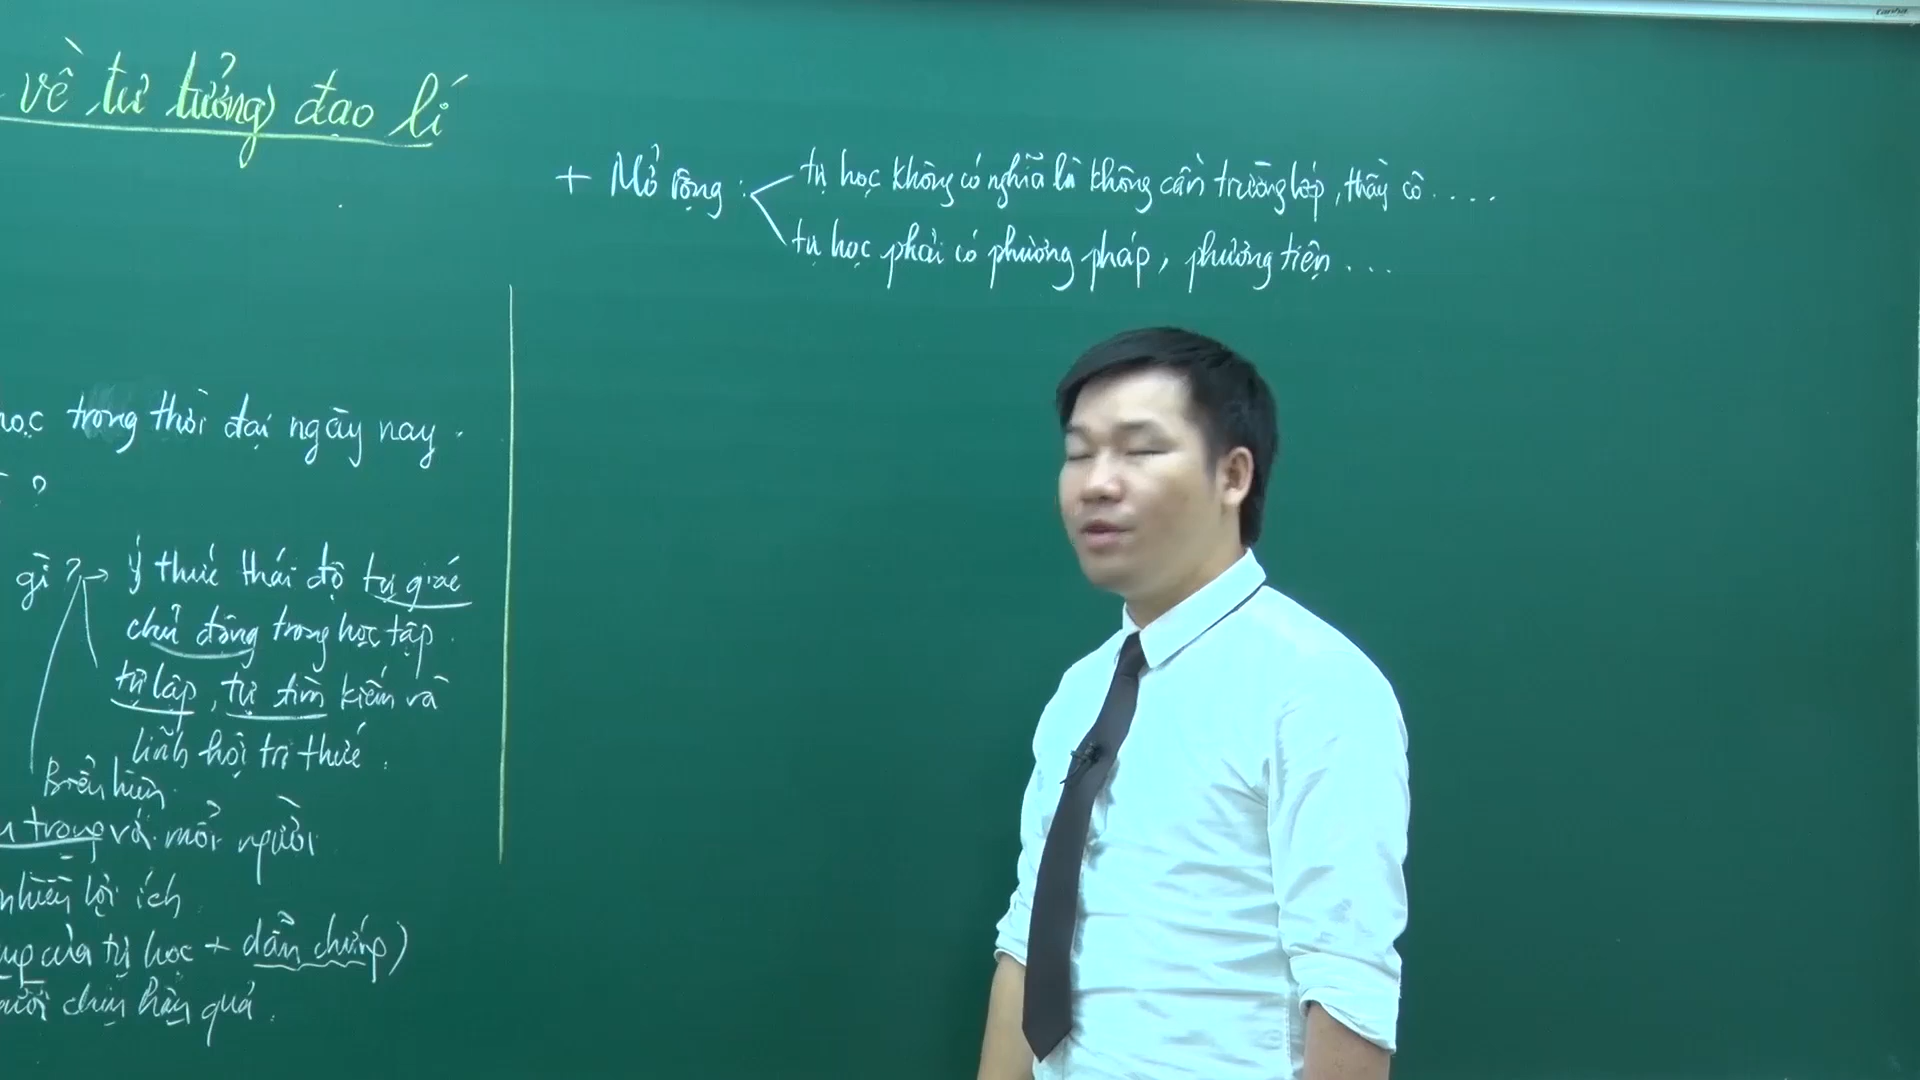 về tư tưởng đạo lí
học trong thời đại ngày nay.
?
gì ? → ý thức thái độ tự giác
chủ động trong học tập.
tự lập, tự tìm kiếm và
lĩnh hội tri thức.
Biểu hiện.
trọng với mỗi người
nhiều lợi ích
của tự học + dẫn chứng)
chịu hậu quả.
+ Mở rộng :
tự học không có nghĩa là không cần trường lớp, thầy cô . . . .
tự học phải có phương pháp, phương tiện . . .